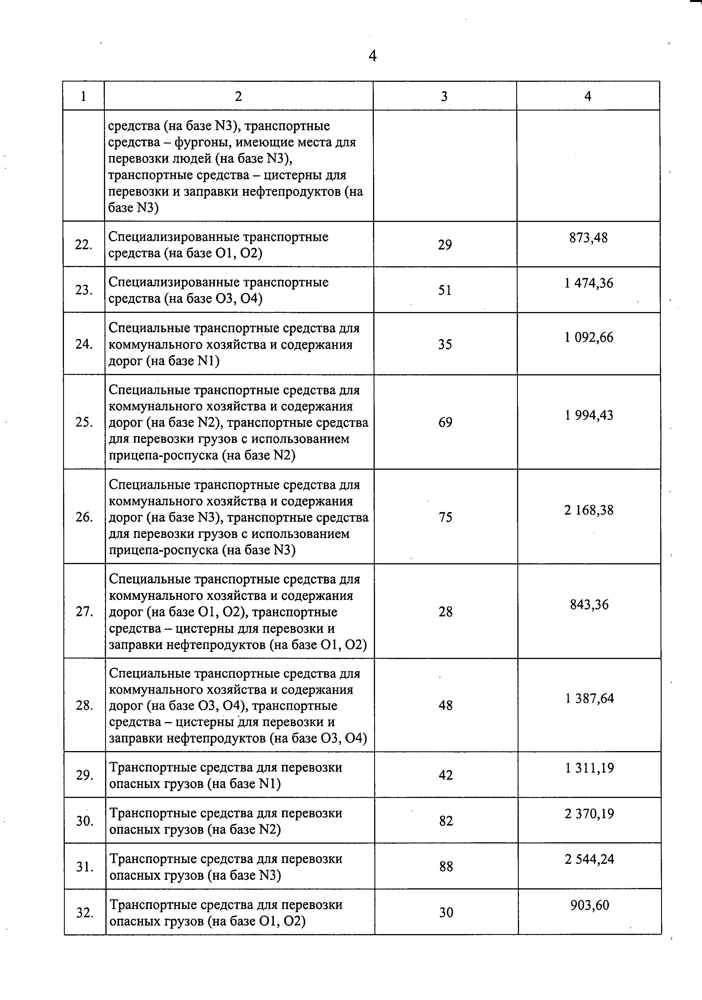 4
1 2 3 4
средства (на базе N3), транспортные
средства – фургоны, имеющие места для
перевозки людей (на базе N3),
транспортные средства – цистерны для
перевозки и заправки нефтепродуктов (на
базе N3)
22.
Специализированные транспортные
средства (на базе O1, O2)
29
873,48
23.
Специализированные транспортные
средства (на базе O3, O4)
51
1 474,36
24.
Специальные транспортные средства для
коммунального хозяйства и содержания
дорог (на базе N1)
35
1 092,66
25.
Специальные транспортные средства для
коммунального хозяйства и содержания
дорог (на базе N2), транспортные средства
для перевозки грузов с использованием
прицепа-роспуска (на базе N2)
69
1 994,43
26.
Специальные транспортные средства для
коммунального хозяйства и содержания
дорог (на базе N3), транспортные средства
для перевозки грузов с использованием
прицепа-роспуска (на базе N3)
75
2 168,38
27.
Специальные транспортные средства для
коммунального хозяйства и содержания
дорог (на базе O1, O2), транспортные
средства – цистерны для перевозки и
заправки нефтепродуктов (на базе O1, O2)
28
843,36
28.
Специальные транспортные средства для
коммунального хозяйства и содержания
дорог (на базе O3, O4), транспортные
средства – цистерны для перевозки и
заправки нефтепродуктов (на базе O3, O4)
48
1 387,64
29.
Транспортные средства для перевозки
опасных грузов (на базе N1)
42
1 311,19
30.
Транспортные средства для перевозки
опасных грузов (на базе N2)
82
2 370,19
31.
Транспортные средства для перевозки
опасных грузов (на базе N3)
88
2 544,24
32.
Транспортные средства для перевозки
опасных грузов (на базе O1, O2)
30
903,60